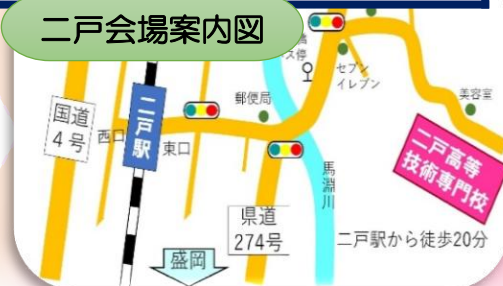 二戸会場案内図
ス停
セブン
イレブン
美容室
郵便局
国道
4号
西口
二戸駅
東口
二戸高等
技術専門校
馬淵川
県道
274号
二戸駅から徒歩20分
盛岡